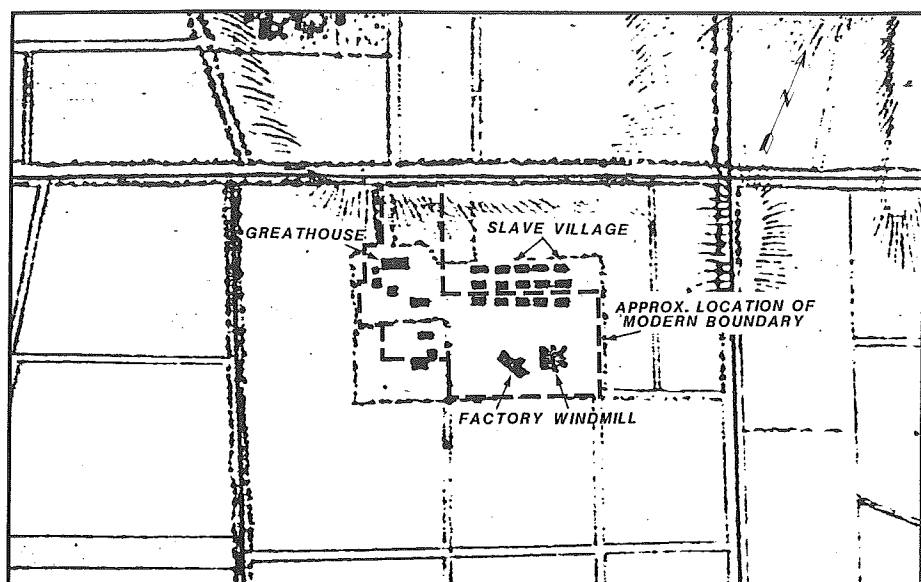 N
GREATHOUSE
SLAVE VILLAGE
APPROX. LOCATION OF
MODERN BOUNDARY
FACTORY WINDMILL